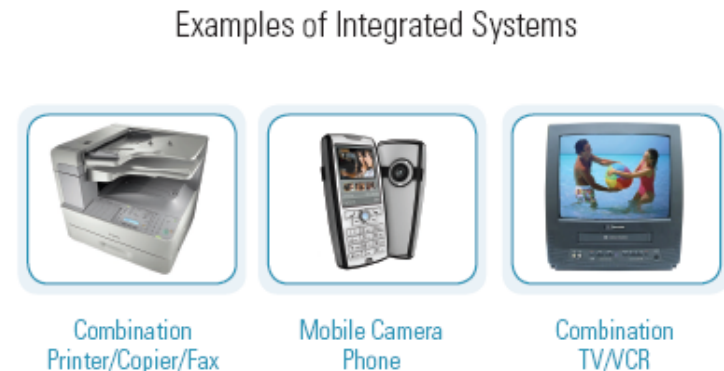 Examples of Integrated Systems
Combination
Printer/Copier/Fax
Mobile Camera
Phone
Combination
TV/VCR